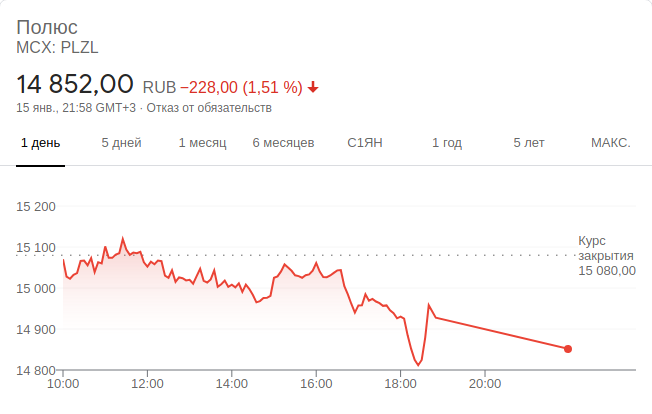 Полюс
MCX: PLZL
14 852,00 RUB −228,00 (1,51 %)
15 янв., 21:58 GMT+3 · Отказ от обязательств
1 день 5 дней 1 месяц 6 месяцев С1ЯН 1 год 5 лет МАКС.
15 200
15 100
15 000
14 900
14 800
Курс
закрытия
15 080,00
10:00 12:00 14:00 16:00 18:00 20:00